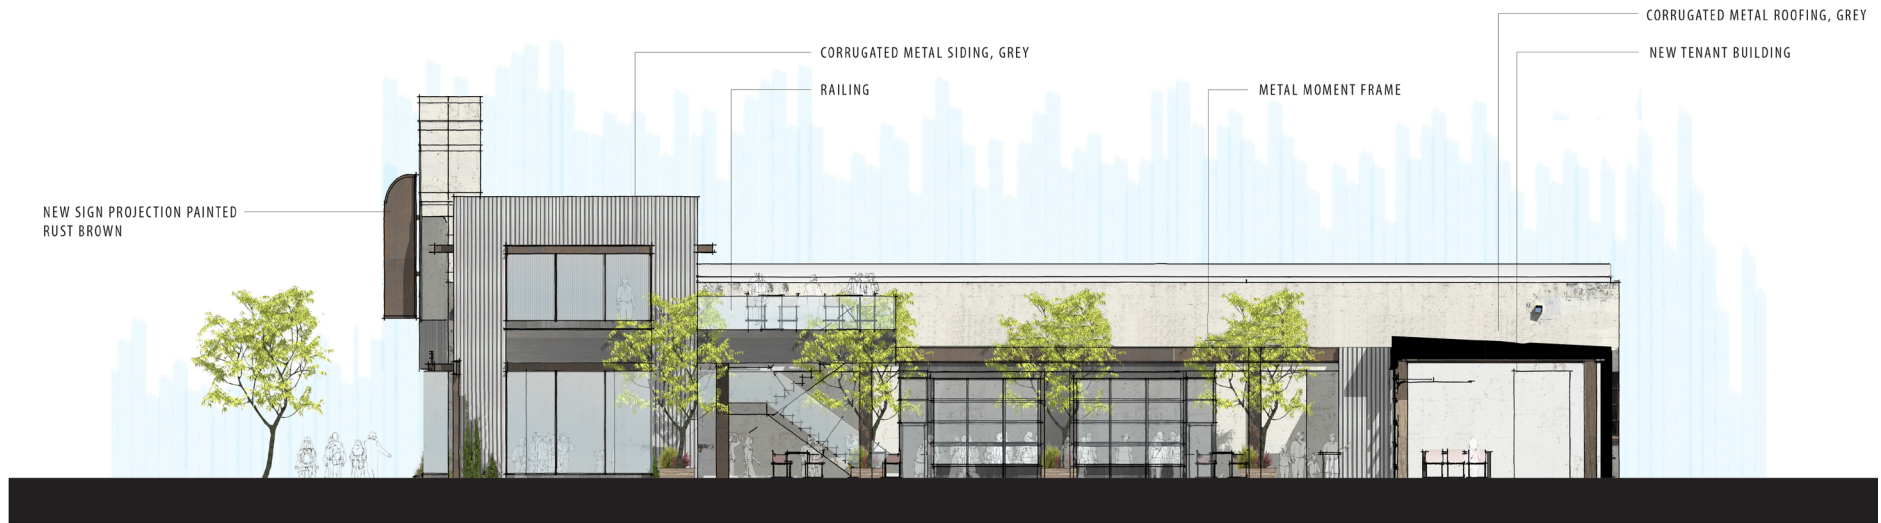 CORRUGATED METAL ROOFING, GREY
CORRUGATED METAL SIDING, GREY
NEW TENANT BUILDING
RAILING
METAL MOMENT FRAME
NEW SIGN PROJECTION PAINTED
RUST BROWN